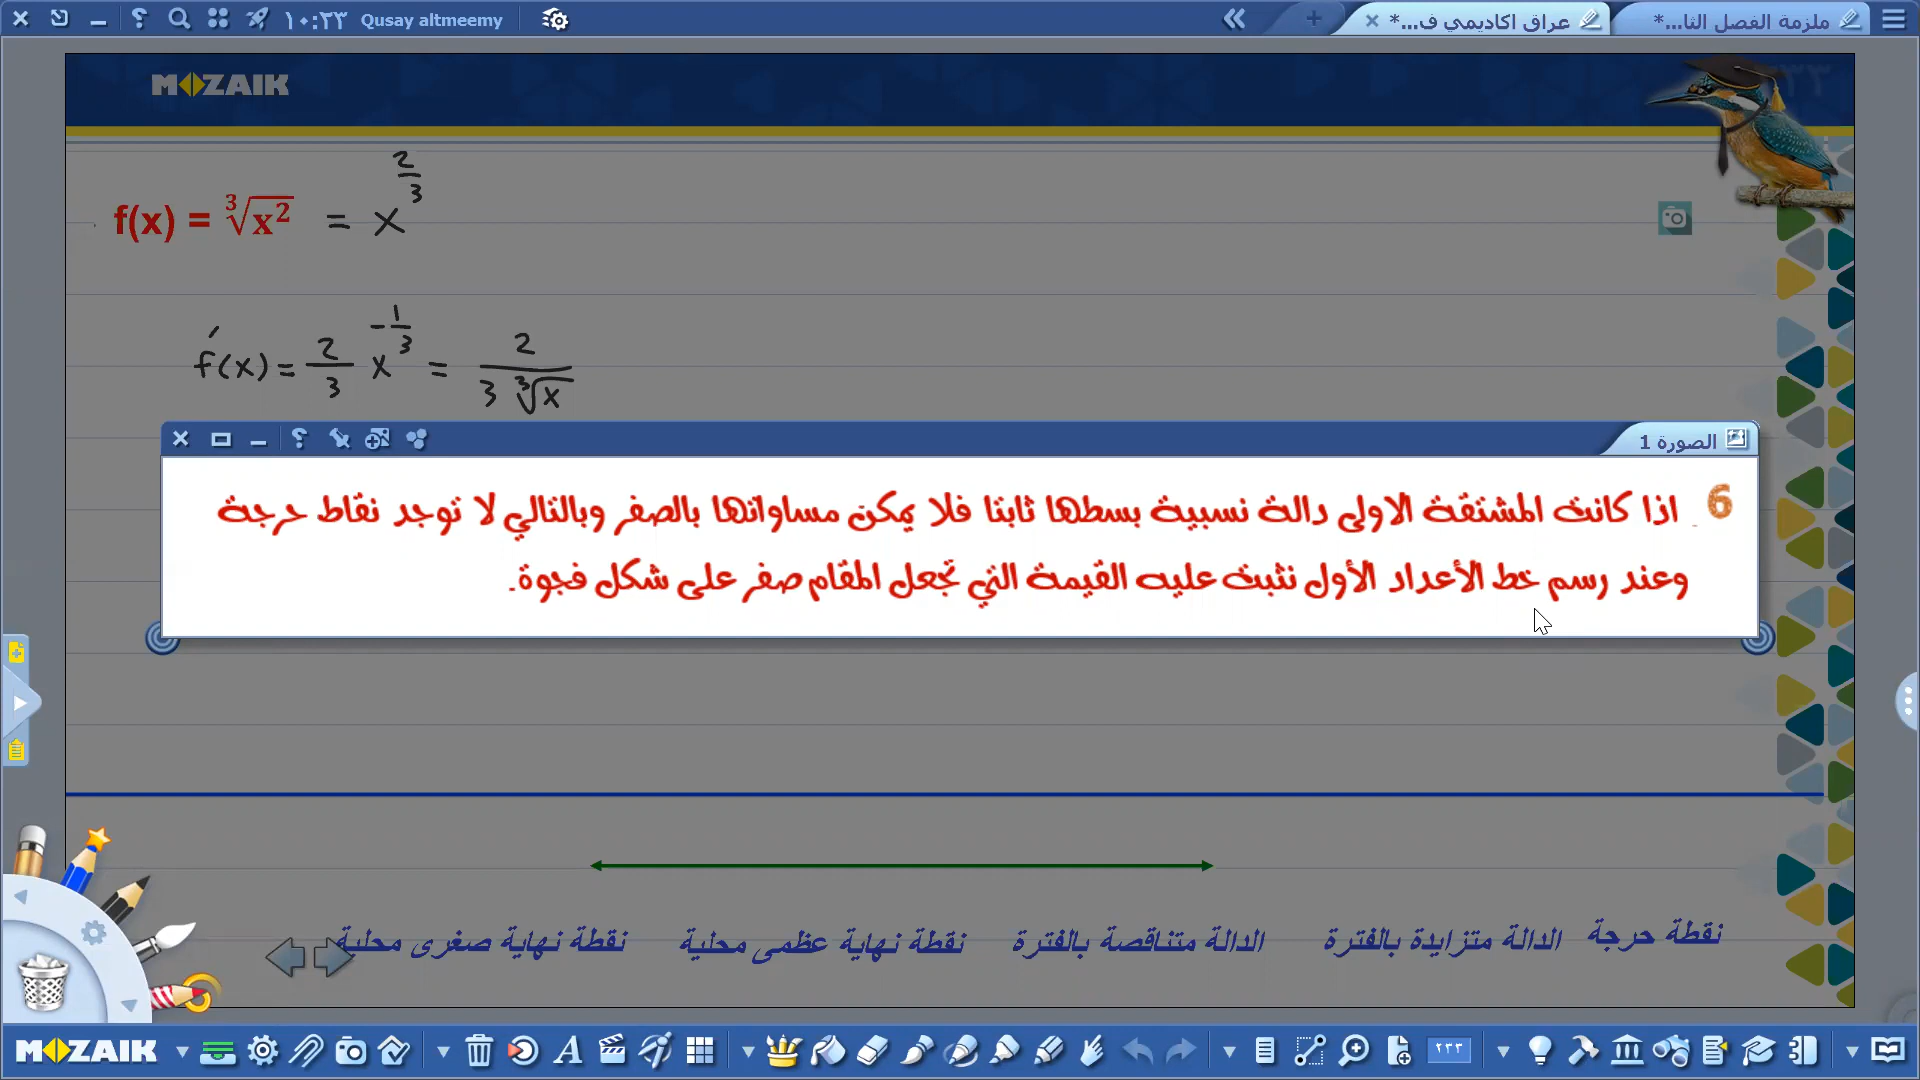 ١٠:٢٣ Qusay altmeemy
عراق اكاديمي ف...*
ملزمة الفصل الثا...*
MOZAIK
٢٣٣
f(x) = ∛x² = x^(2/3)
f′(x) = 2/3 x^(-1/3) = 2/(3 ∛x)
الصورة 1
6. اذا كانت المشتقة الاولى دالة نسبية بسطها ثابتا فلا يمكن مساواتها بالصفر وبالتالي لا توجد نقاط حرجة
وعند رسم خط الأعداد الأول نثبت عليه القيمة التي تجعل المقام صفر على شكل فجوة.
نقطة حرجة الدالة متزايدة بالفترة الدالة متناقصة بالفترة نقطة نهاية عظمى محلية نقطة نهاية صغرى محلية
MOZAIK
٢٣٣